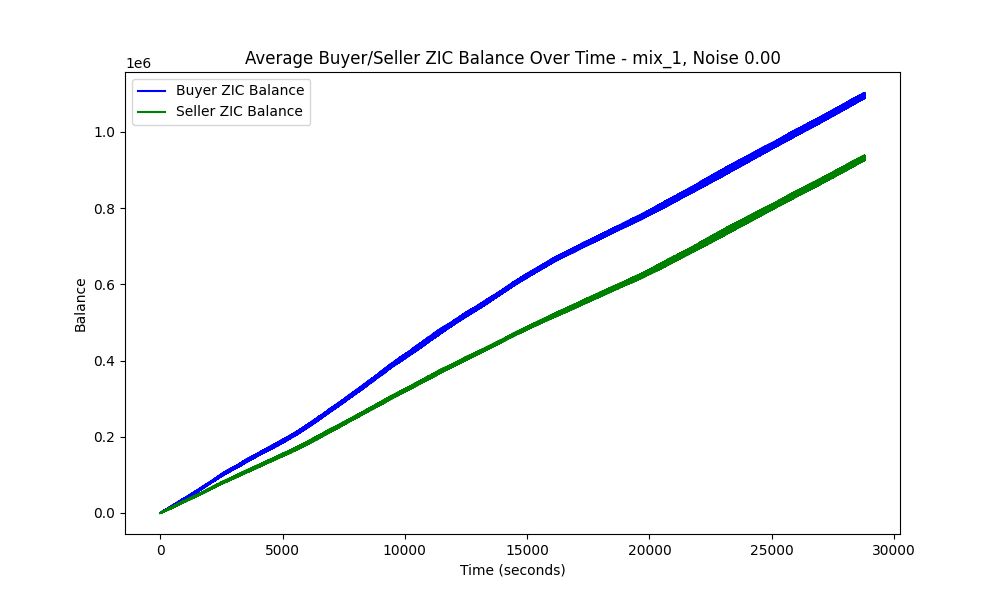 Average Buyer/Seller ZIC Balance Over Time - mix_1, Noise 0.00
1e6
Buyer ZIC Balance
Seller ZIC Balance
1.0
0.8
0.6
0.4
0.2
0.0
Balance
0 5000 10000 15000 20000 25000 30000
Time (seconds)